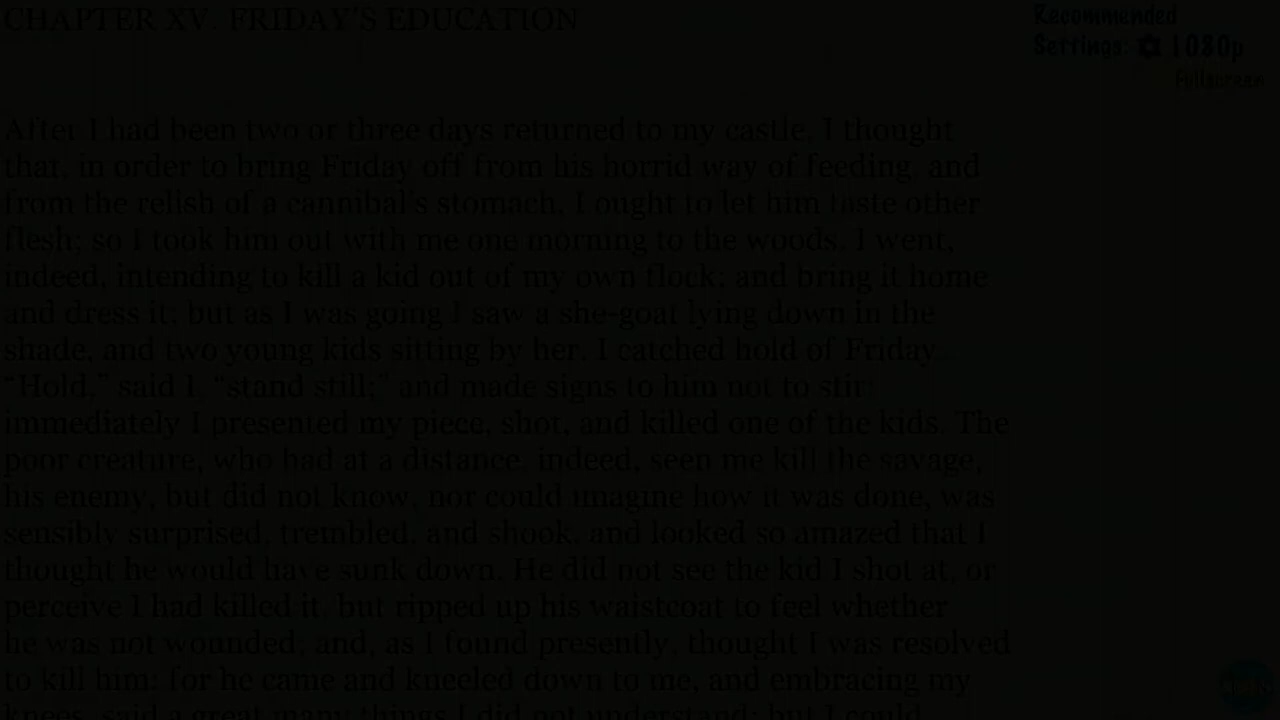 CHAPTER XV. FRIDAY'S EDUCATION
Recommended
Settings: 1080p
Fullscreen
After I had been two or three days returned to my castle, I thought
that, in order to bring Friday off from his horrid way of feeding, and
from the relish of a cannibal's stomach, I ought to let him taste other
flesh; so I took him out with me one morning to the woods. I went,
indeed, intending to kill a kid out of my own flock; and bring it home
and dress it; but as I was going I saw a she-goat lying down in the
shade, and two young kids sitting by her. I catched hold of Friday.
“Hold,” said I, “stand still;” and made signs to him not to stir:
immediately I presented my piece, shot, and killed one of the kids. The
poor creature, who had at a distance, indeed, seen me kill the savage,
his enemy, but did not know, nor could imagine how it was done, was
sensibly surprised, trembled, and shook, and looked so amazed that I
thought he would have sunk down. He did not see the kid I shot at, or
perceive I had killed it, but ripped up his waistcoat to feel whether
he was not wounded; and, as I found presently, thought I was resolved
to kill him: for he came and kneeled down to me, and embracing my
knees, said a great many things I did not understand; but I could